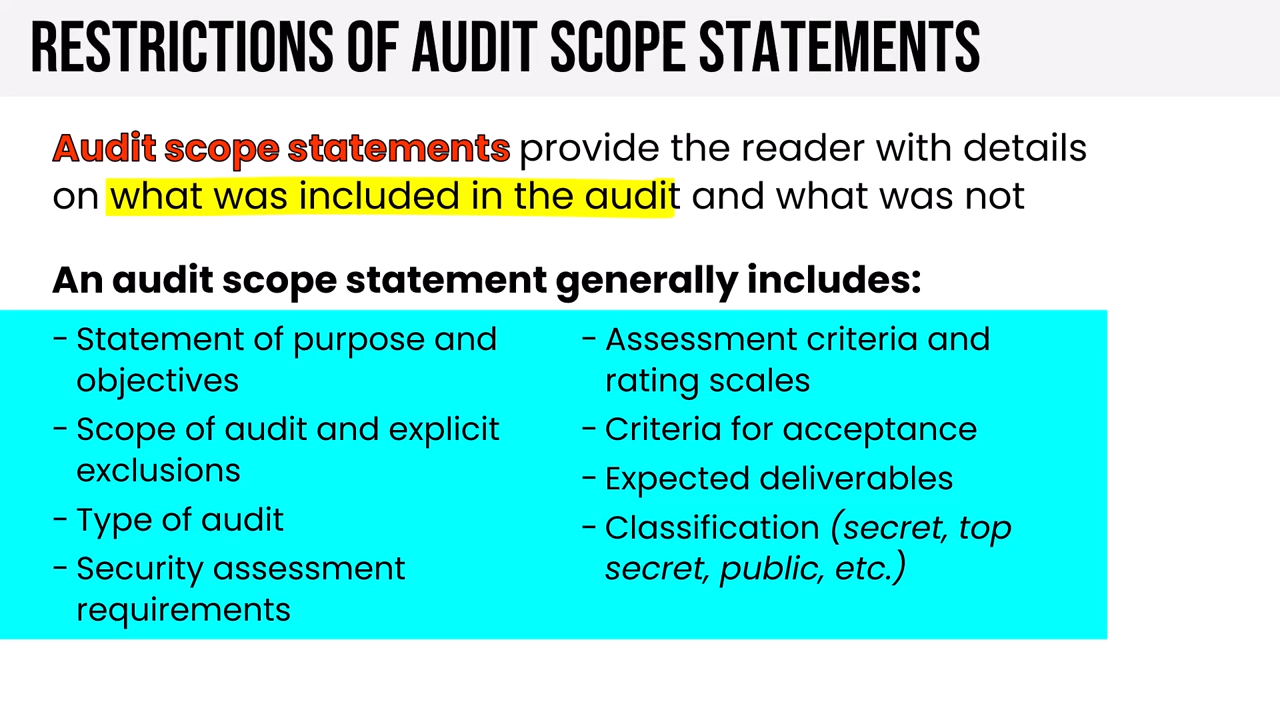 RESTRICTIONS OF AUDIT SCOPE STATEMENTS
Audit scope statements provide the reader with details
on what was included in the audit and what was not
An audit scope statement generally includes:
- Statement of purpose and
objectives
- Scope of audit and explicit
exclusions
- Type of audit
- Security assessment
requirements
- Assessment criteria and
rating scales
- Criteria for acceptance
- Expected deliverables
- Classification (secret, top
secret, public, etc.)